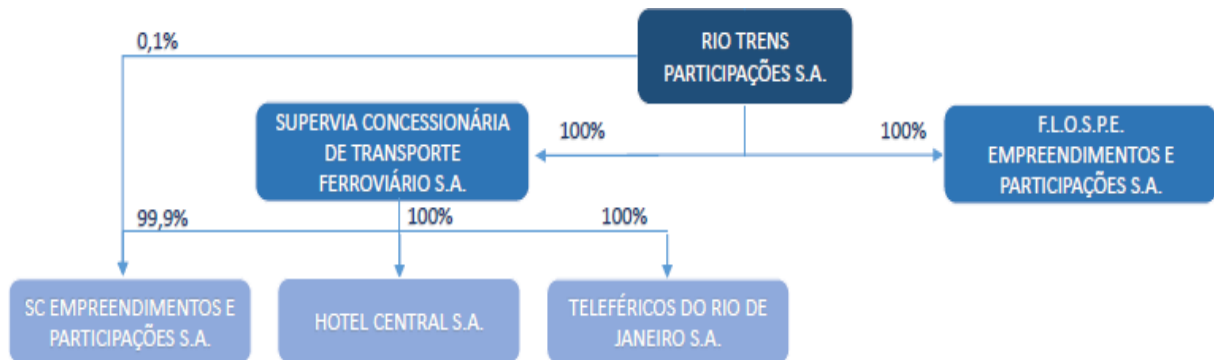 0,1%
RIO TRENS
PARTICIPAÇÕES S.A.
SUPERVIA CONCESSIONÁRIA
DE TRANSPORTE
FERROVIÁRIO S.A.
100%
100%
F.L.O.S.P.E.
EMPREENDIMENTOS E
PARTICIPAÇÕES S.A.
99,9%
100%
100%
SC EMPREENDIMENTOS E
PARTICIPAÇÕES S.A.
HOTEL CENTRAL S.A.
TELEFÉRICOS DO RIO DE
JANEIRO S.A.